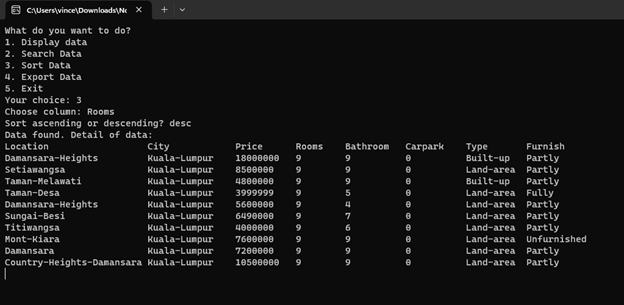 C:\Users\vince\Downloads\Nc
What do you want to do?
1. Display data
2. Search Data
3. Sort Data
4. Export Data
5. Exit
Your choice: 3
Choose column: Rooms
Sort ascending or descending? desc
Data found. Detail of data:
Location City Price Rooms Bathroom Carpark Type Furnish
Damansara-Heights Kuala-Lumpur 18000000 9 9 0 Built-up Partly
Setiawangsa Kuala-Lumpur 8500000 9 9 0 Land-area Partly
Taman-Melawati Kuala-Lumpur 4800000 9 9 0 Built-up Partly
Taman-Desa Kuala-Lumpur 3999999 9 5 0 Land-area Fully
Damansara-Heights Kuala-Lumpur 5600000 9 4 0 Land-area Partly
Sungai-Besi Kuala-Lumpur 6490000 9 7 0 Land-area Partly
Titiwangsa Kuala-Lumpur 4000000 9 6 0 Land-area Partly
Mont-Kiara Kuala-Lumpur 7600000 9 9 0 Land-area Unfurnished
Damansara Kuala-Lumpur 7200000 9 9 0 Land-area Partly
Country-Heights-Damansara Kuala-Lumpur 10500000 9 9 0 Land-area Partly